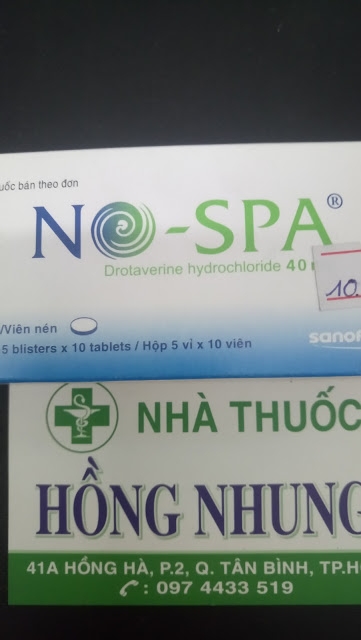 uốc bán theo đơn
NO-SPA®
Drotaverine hydrochloride 40
10
/Viên nén
5 blisters x 10 tablets / Hộp 5 vỉ x 10 viên
sanof
NHÀ THUỐC
HỒNG NHUNG
41A HỒNG HÀ, P.2, Q. TÂN BÌNH, TP.H
: 097 4433 519